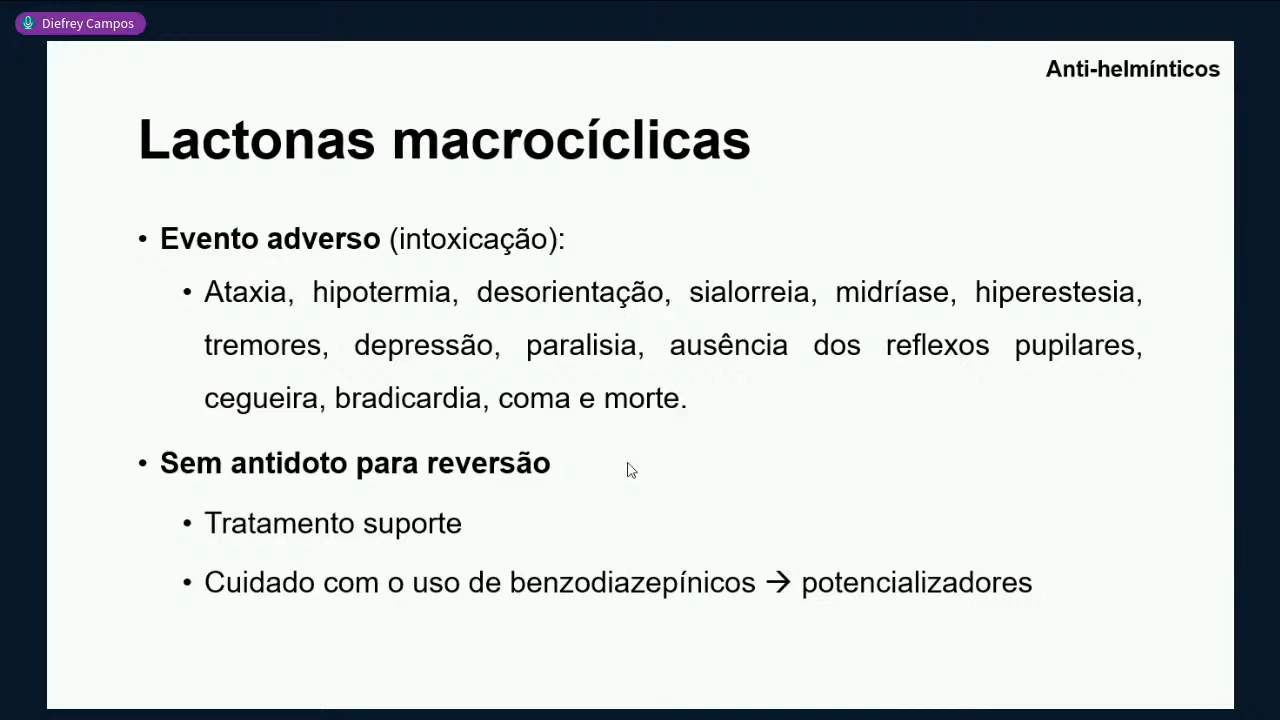 Diefrey Campos
Anti-helmínticos
Lactonas macrocíclicas
• Evento adverso (intoxicação):
• Ataxia, hipotermia, desorientação, sialorreia, midríase, hiperestesia,
tremores, depressão, paralisia, ausência dos reflexos pupilares,
cegueira, bradicardia, coma e morte.
• Sem antidoto para reversão
• Tratamento suporte
• Cuidado com o uso de benzodiazepínicos → potencializadores